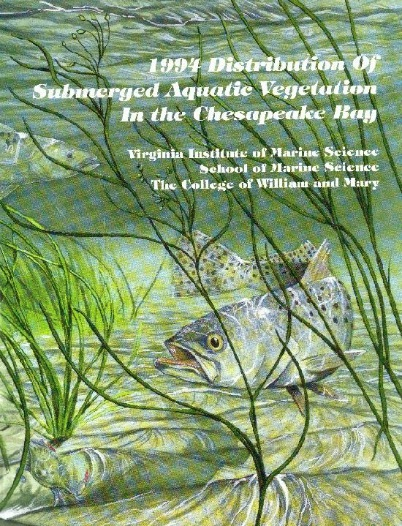 1994 Distribution Of
Submerged Aquatic Vegetation
In the Chesapeake Bay
Virginia Institute of Marine Science
School of Marine Science
The College of William and Mary